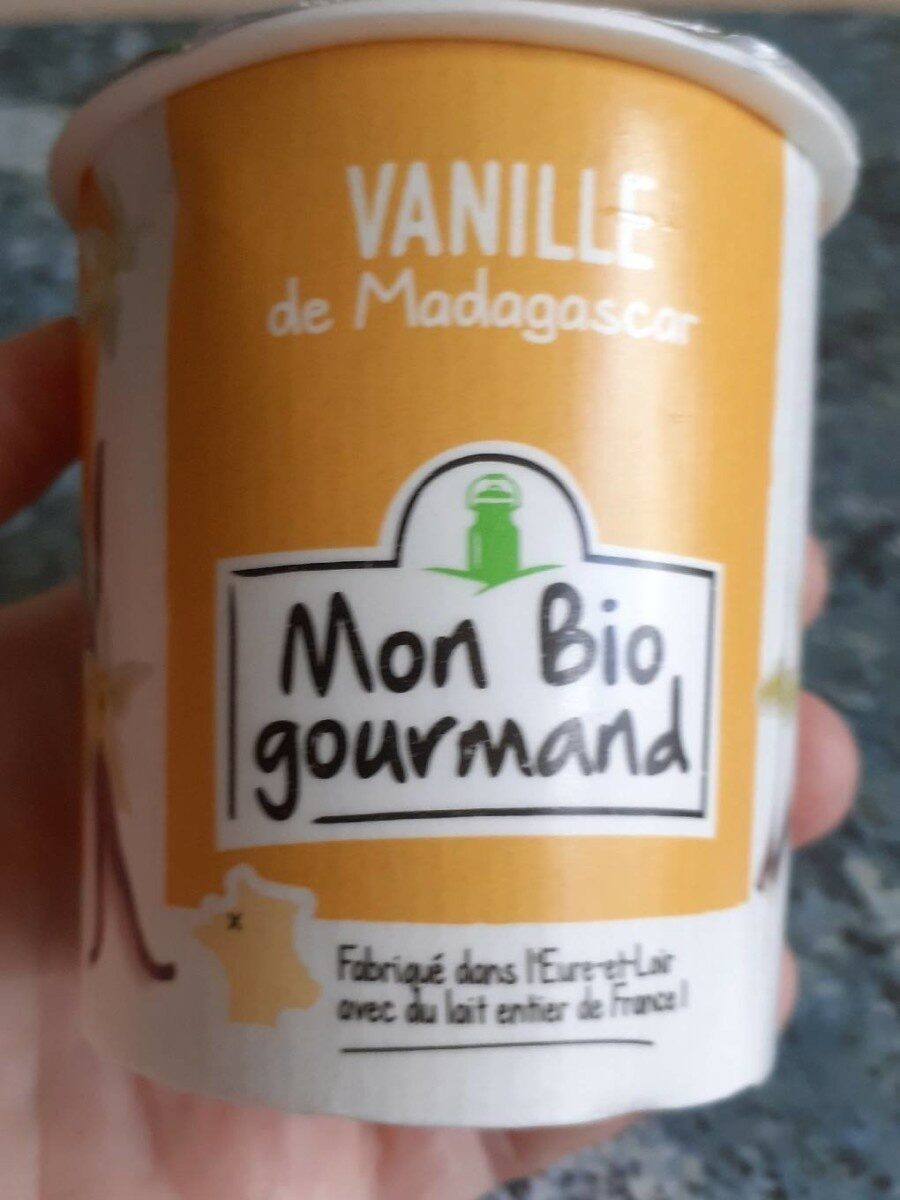 VANILLE
de Madagascar
Mon Bio
gourmand
x
Fabriqué dans l'Eure-et-Loir
avec du lait entier de France !